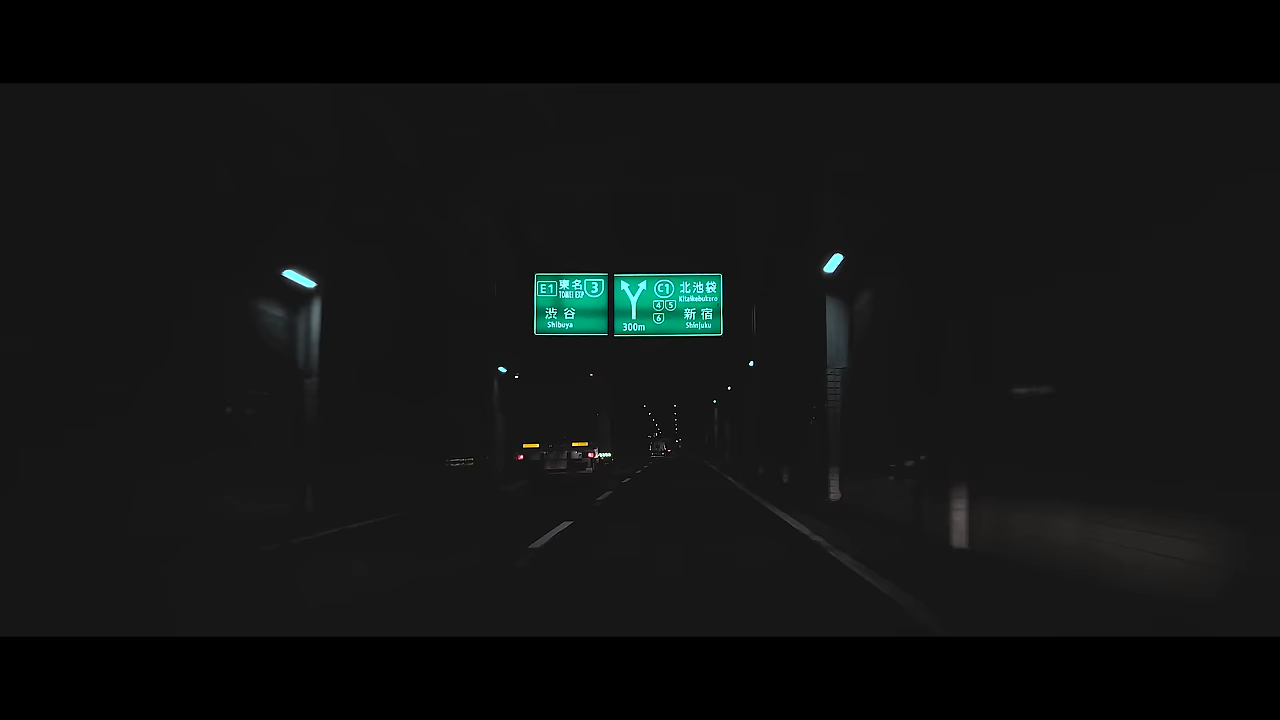 E1 東名 TOMEI EXP 3
渋谷
Shibuya
C1 北池袋
Kitaikebukuro
4 5
6
新宿
Shinjuku
300m